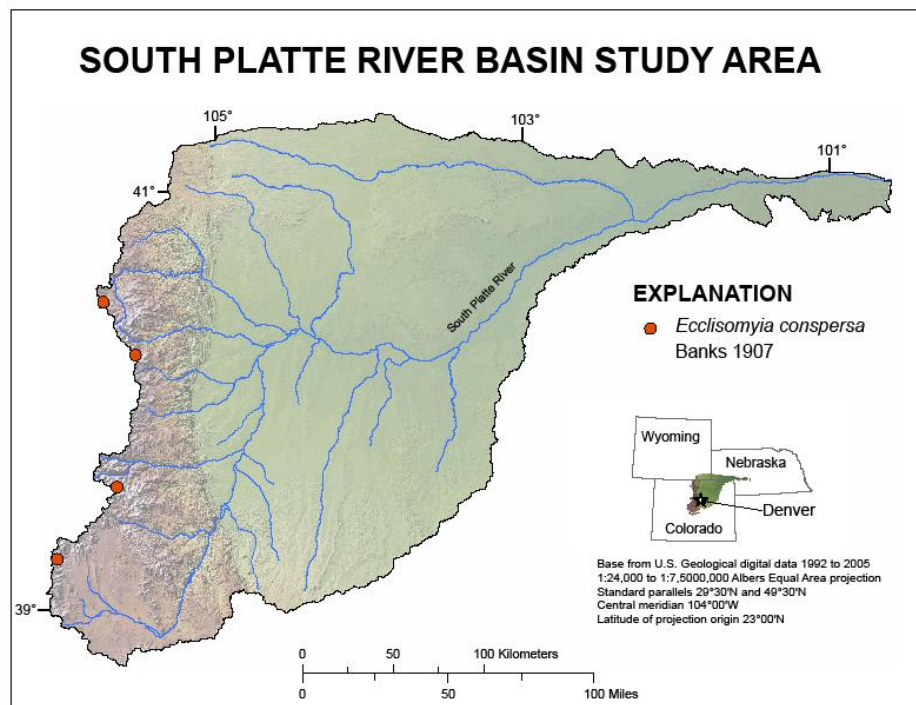 SOUTH PLATTE RIVER BASIN STUDY AREA
105°
103°
101°
41°
South Platte River
EXPLANATION
Ecclisomyia conspersa
Banks 1907
Wyoming
Nebraska
Denver
Colorado
39°
Base from U.S. Geological digital data 1992 to 2005
1:24,000 to 1:7,5000,000 Albers Equal Area projection
Standard parallels 29°30'N and 49°30'N
Central meridian 104°00'W
Latitude of projection origin 23°00'N
0 50 100 Kilometers
0 50 100 Miles